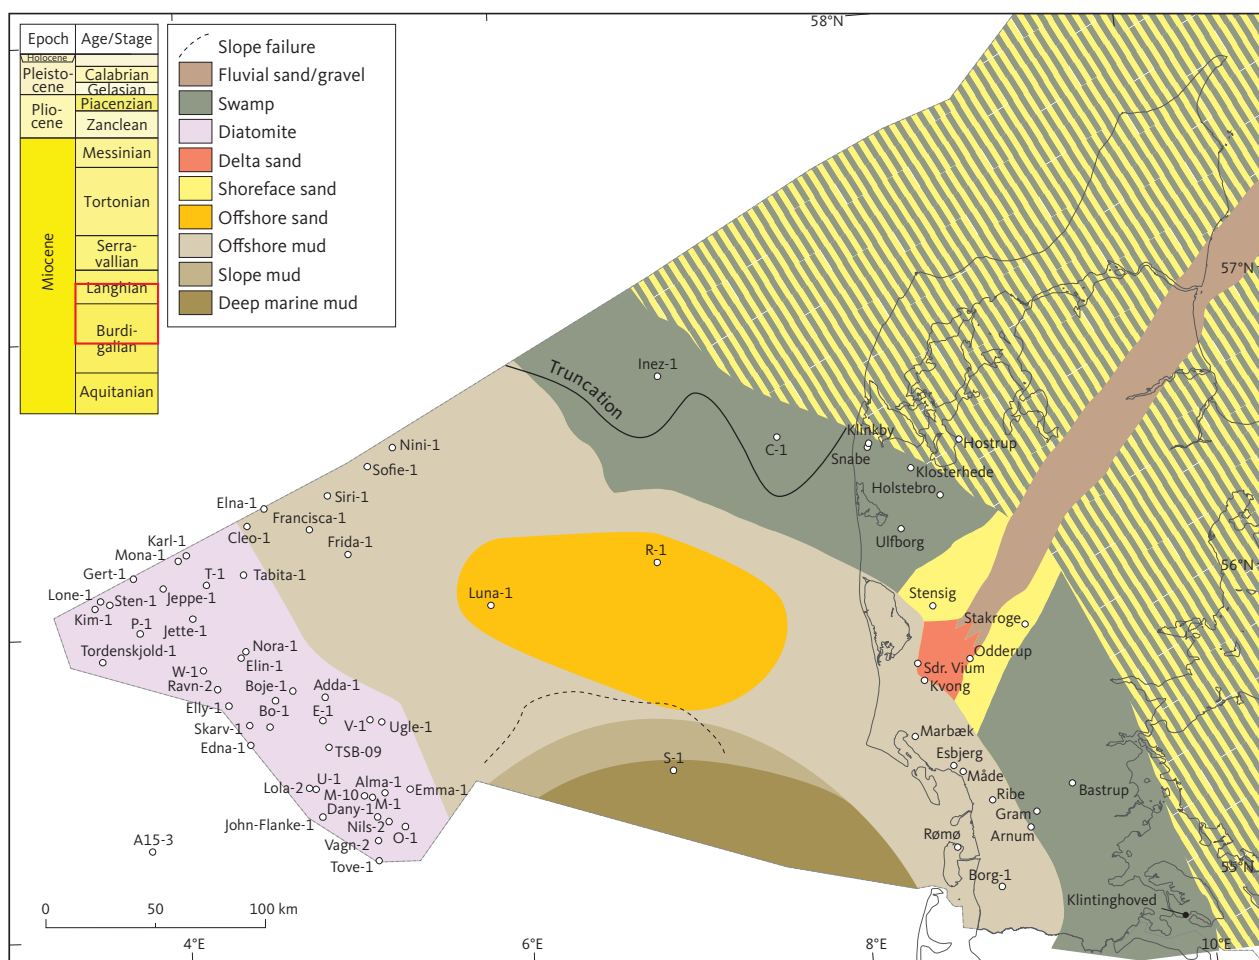 58°N
Epoch
Age/Stage
Holocene
Pleisto-
cene
Calabrian
Gelasian
Plio-
cene
Piacenzian
Zanclean
Miocene
Messinian
Tortonian
Serra-
vallian
Langhian
Burdi-
galian
Aquitanian
Slope failure
Fluvial sand/gravel
Swamp
Diatomite
Delta sand
Shoreface sand
Offshore sand
Offshore mud
Slope mud
Deep marine mud
57°N
Inez-1
Truncation
Klinkby
C-1
Hostrup
Nini-1
Snabe
Sofie-1
Klosterhede
Holstebro
Siri-1
Elna-1
Francisca-1
Cleo-1
Ulfborg
Karl-1
Frida-1
Mona-1
R-1
56°N
Gert-1
T-1
Tabita-1
Lone-1
Sten-1
Jeppe-1
Luna-1
Stensig
Kim-1
P-1
Jette-1
Stakroge
Tordenskjold-1
Nora-1
Elin-1
Odderup
W-1
Sdr. Vium
Ravn-2
Boje-1
Adda-1
Kvong
Elly-1
Bo-1
E-1
Skarv-1
V-1
Ugle-1
Marbæk
Edna-1
TSB-09
Esbjerg
S-1
Måde
U-1
Alma-1
Lola-2
M-10
Emma-1
Ribe
Bastrup
Dany-1
M-1
Gram
John-Flanke-1
Nils-2
O-1
Arnum
A15-3
Vagn-2
Rømø
Tove-1
55°N
Borg-1
Klintinghoved
0
50
100 km
4°E
6°E
8°E
10°E